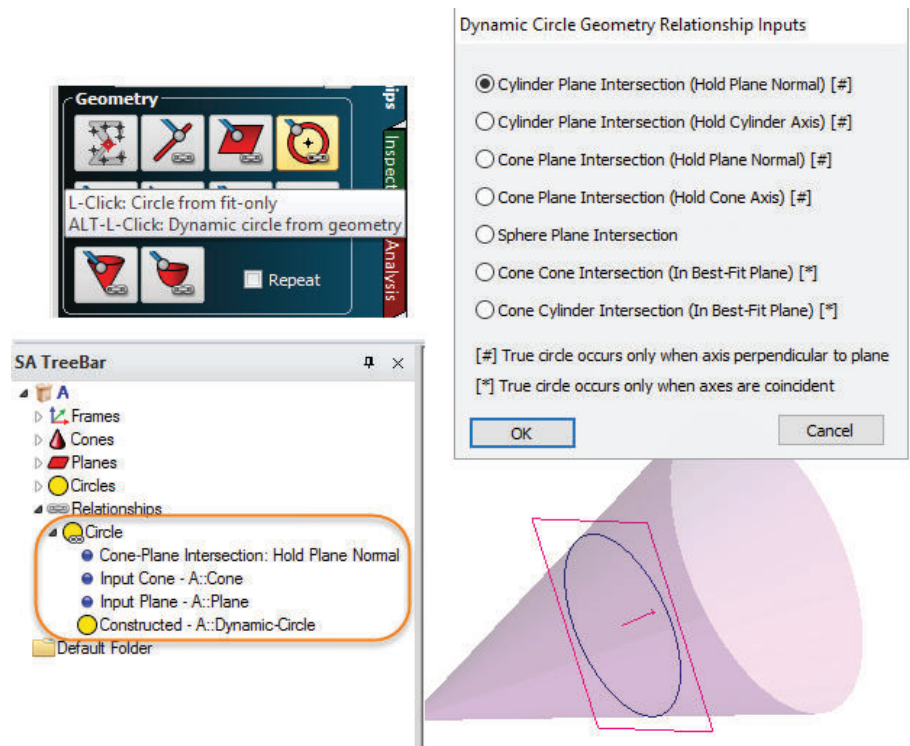 Dynamic Circle Geometry Relationship Inputs
Geometry
ips
Inspect
Analysis
L-Click: Circle from fit-only
ALT-L-Click: Dynamic circle from geometry
Repeat
Cylinder Plane Intersection (Hold Plane Normal) [#]
Cylinder Plane Intersection (Hold Cylinder Axis) [#]
Cone Plane Intersection (Hold Plane Normal) [#]
Cone Plane Intersection (Hold Cone Axis) [#]
Sphere Plane Intersection
Cone Cone Intersection (In Best-Fit Plane) [*]
Cone Cylinder Intersection (In Best-Fit Plane) [*]
[#] True circle occurs only when axis perpendicular to plane
[*] True circle occurs only when axes are coincident
OK
Cancel
SA TreeBar
A
Frames
Cones
Planes
Circles
Relationships
Circle
Cone-Plane Intersection: Hold Plane Normal
Input Cone - A::Cone
Input Plane - A::Plane
Constructed - A::Dynamic-Circle
Default Folder